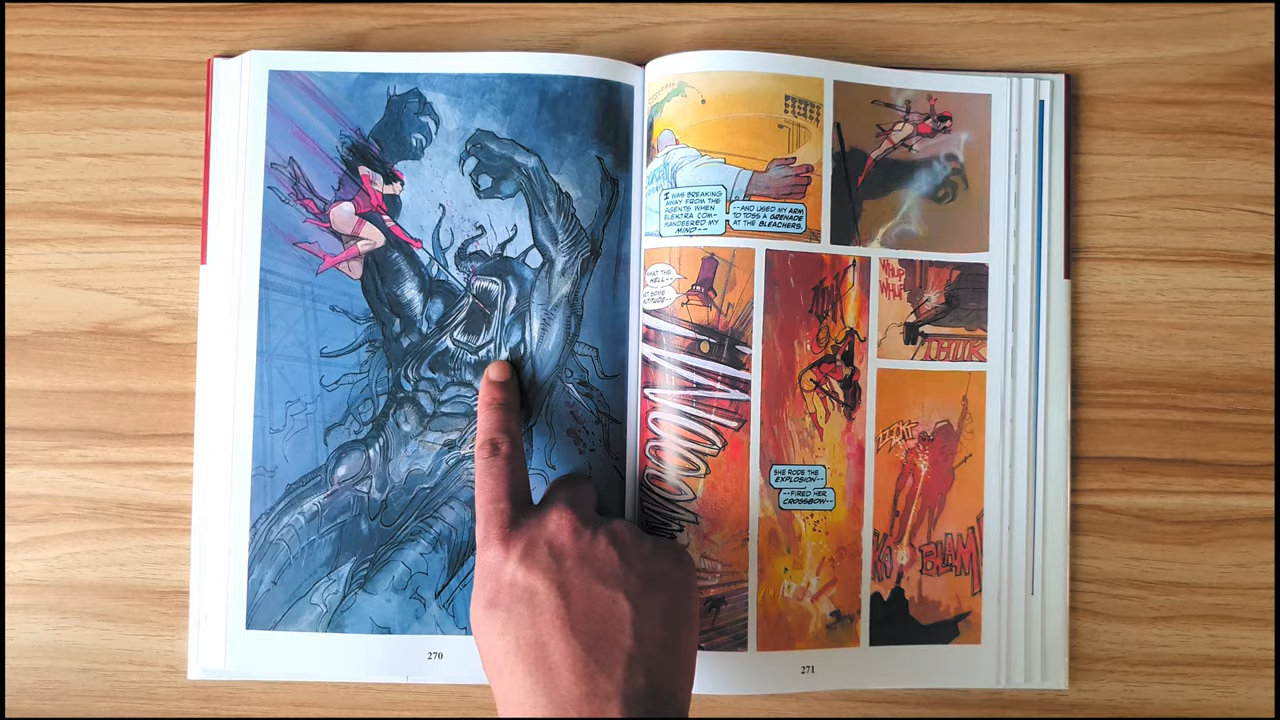 I WAS BREAKING
AWAY FROM THE
AGENTS WHEN
ELEKTRA COM-
MANDEERED MY
MIND--
--AND USED MY ARM
TO TOSS A GRENADE
AT THE BLEACHERS.
WHAT THE
HELL--
SOME
ALTITUDE--
SHE RODE THE
EXPLOSION--
--FIRED HER
CROSSBOW--
WHUP
WHUP
THUK
KA BLAM
270
271